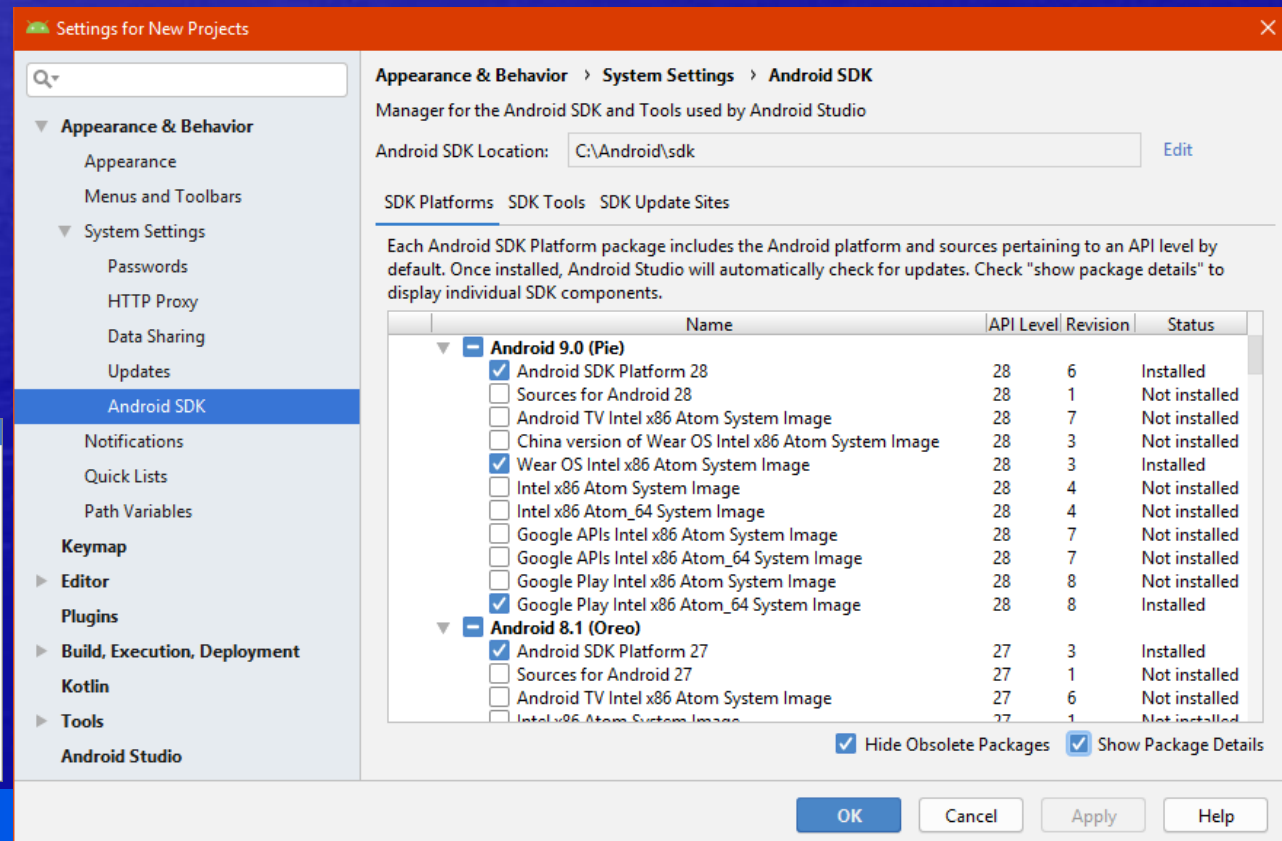 Settings for New Projects
Appearance & Behavior
Appearance
Menus and Toolbars
System Settings
Passwords
HTTP Proxy
Data Sharing
Updates
Android SDK
Notifications
Quick Lists
Path Variables
Keymap
Editor
Plugins
Build, Execution, Deployment
Kotlin
Tools
Android Studio
Appearance & Behavior › System Settings › Android SDK
Manager for the Android SDK and Tools used by Android Studio
Android SDK Location: C:\Android\sdk Edit
SDK Platforms SDK Tools SDK Update Sites
Each Android SDK Platform package includes the Android platform and sources pertaining to an API level by
default. Once installed, Android Studio will automatically check for updates. Check "show package details" to
display individual SDK components.
Name API Level Revision Status
Android 9.0 (Pie)
Android SDK Platform 28 28 6 Installed
Sources for Android 28 28 1 Not installed
Android TV Intel x86 Atom System Image 28 7 Not installed
China version of Wear OS Intel x86 Atom System Image 28 3 Not installed
Wear OS Intel x86 Atom System Image 28 3 Installed
Intel x86 Atom System Image 28 4 Not installed
Intel x86 Atom_64 System Image 28 4 Not installed
Google APIs Intel x86 Atom System Image 28 7 Not installed
Google APIs Intel x86 Atom_64 System Image 28 7 Not installed
Google Play Intel x86 Atom System Image 28 8 Not installed
Google Play Intel x86 Atom_64 System Image 28 8 Installed
Android 8.1 (Oreo)
Android SDK Platform 27 27 3 Installed
Sources for Android 27 27 1 Not installed
Android TV Intel x86 Atom System Image 27 6 Not installed
Intel x86 Atom System Image 27 1 Not installed
Hide Obsolete Packages Show Package Details
OK Cancel Apply Help